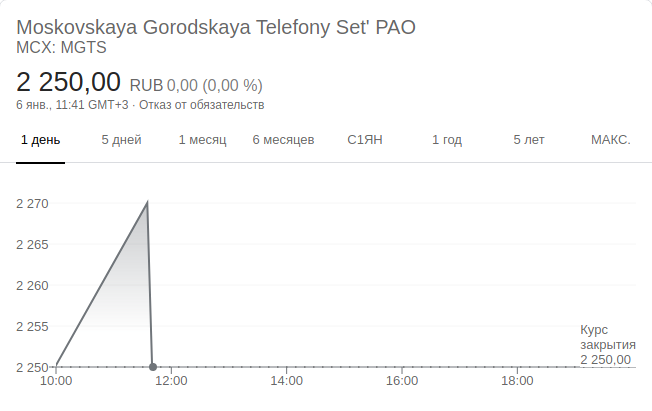 Moskovskaya Gorodskaya Telefony Set' PAO
MCX: MGTS
2 250,00 RUB 0,00 (0,00 %)
6 янв., 11:41 GMT+3 · Отказ от обязательств
1 день 5 дней 1 месяц 6 месяцев С1ЯН 1 год 5 лет МАКС.
2 270
2 265
2 260
2 255
Курс
закрытия
2 250,00
2 250
10:00 12:00 14:00 16:00 18:00